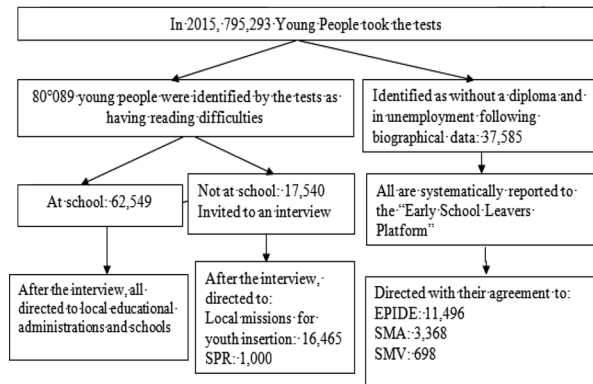 In 2015, 795,293 Young People took the tests
80°089 young people were identified by the tests as
having reading difficulties
Identified as without a diploma and
in unemployment following
biographical data: 37,585
At school: 62,549
Not at school: 17,540
Invited to an interview
All are systematically reported to
the “Early School Leavers
Platform”
After the interview, all
directed to local educational
administrations and schools
After the interview,
directed to:
Local missions for
youth insertion: 16,465
SPR: 1,000
Directed with their agreement to:
EPIDE: 11,496
SMA: 3,368
SMV: 698